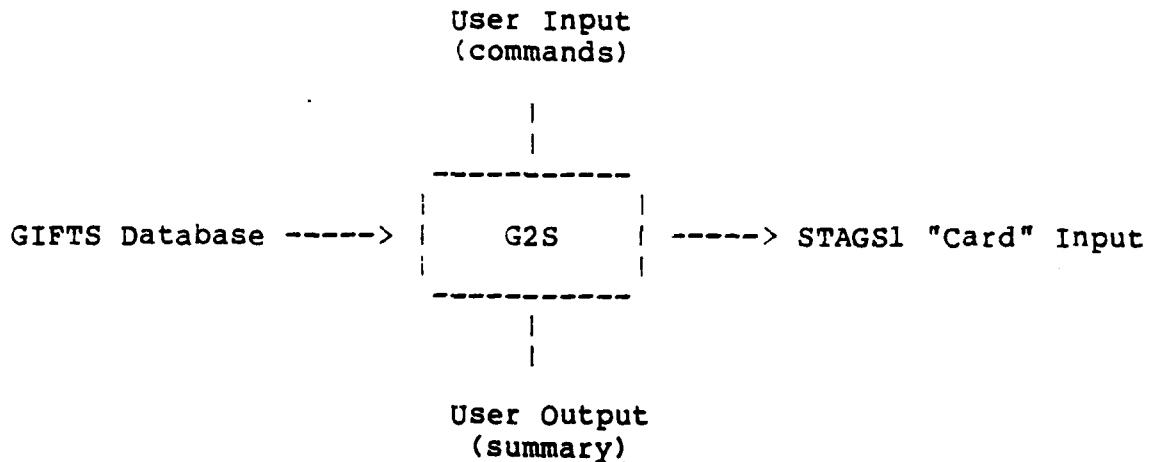 User Input
(commands)
GIFTS Database -----> G2S -----> STAGS1 "Card" Input
User Output
(summary)